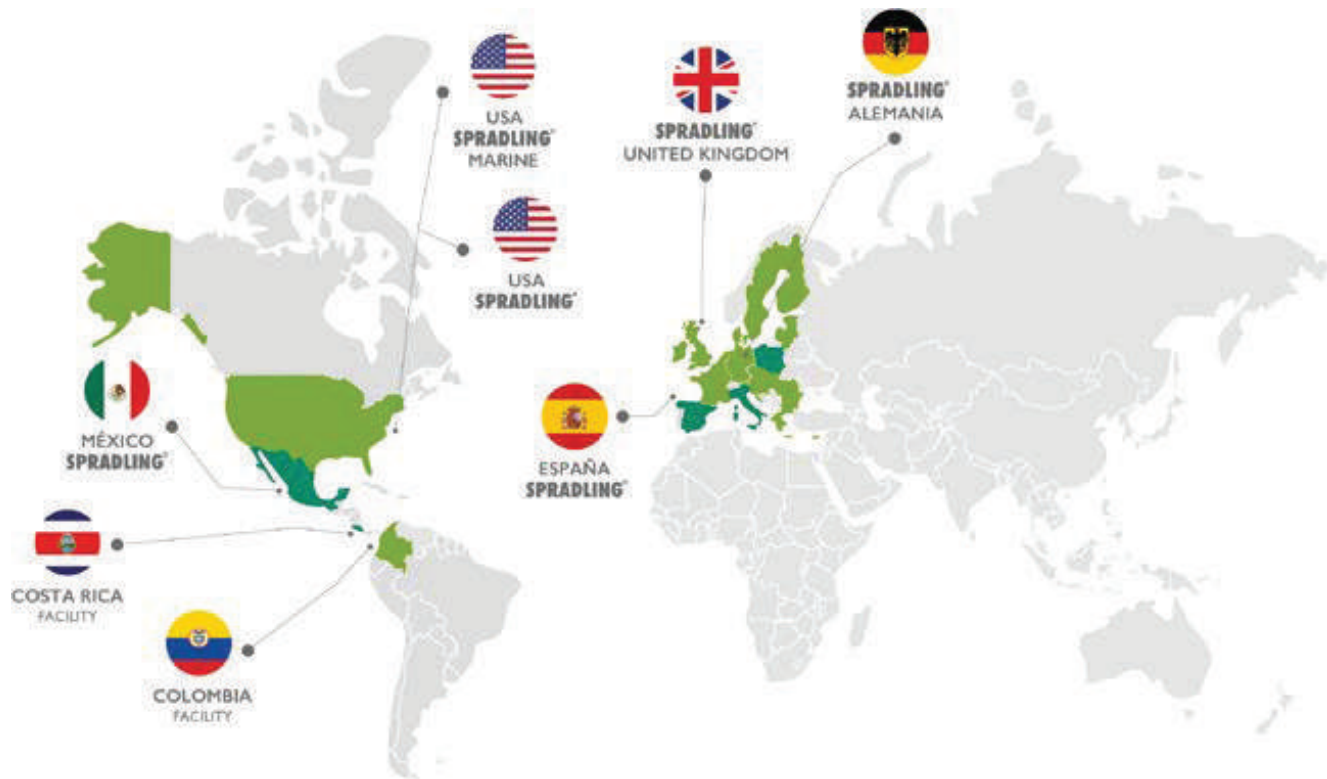 USA
SPRADLING®
MARINE
USA
SPRADLING®
SPRADLING®
UNITED KINGDOM
SPRADLING®
ALEMANIA
MÉXICO
SPRADLING®
ESPAÑA
SPRADLING®
COSTA RICA
FACILITY
COLOMBIA
FACILITY